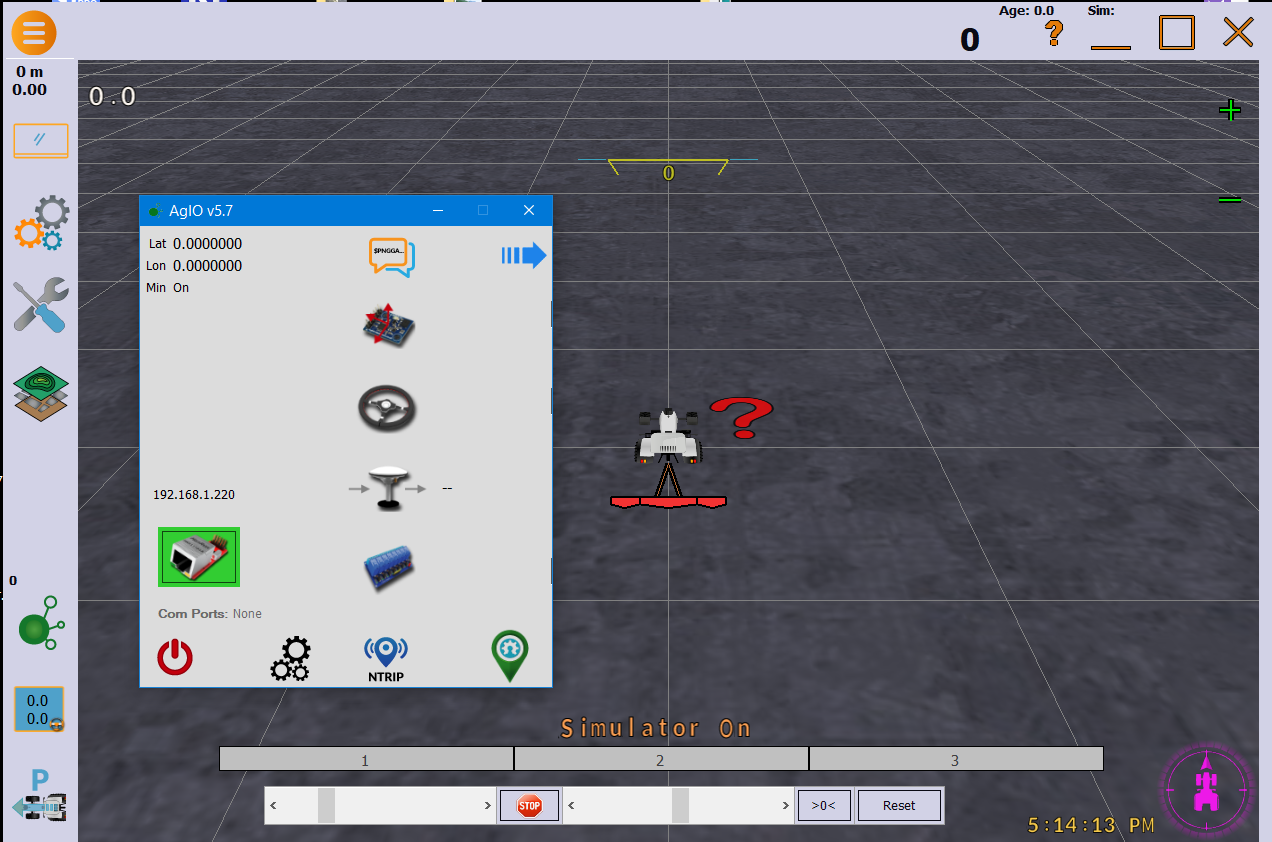 Age: 0.0
Sim:
0
0 m
0.00
0.0
0
AgIO v5.7
Lat 0.0000000
Lon 0.0000000
Min On
$PNGGA...
--
192.168.1.220
0
Com Ports: None
NTRIP
0.0
0.0
Simulator On
1
2
3
P
< > STOP < > >0< Reset
5:14:13 PM